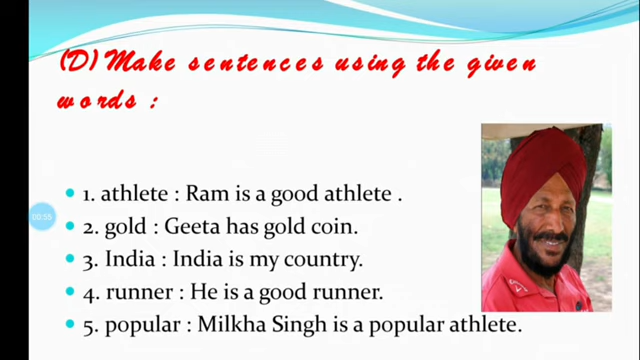 (D) Make sentences using the given
words :
1. athlete : Ram is a good athlete .
2. gold : Geeta has gold coin.
00:55
3. India : India is my country.
4. runner : He is a good runner.
5. popular : Milkha Singh is a popular athlete.